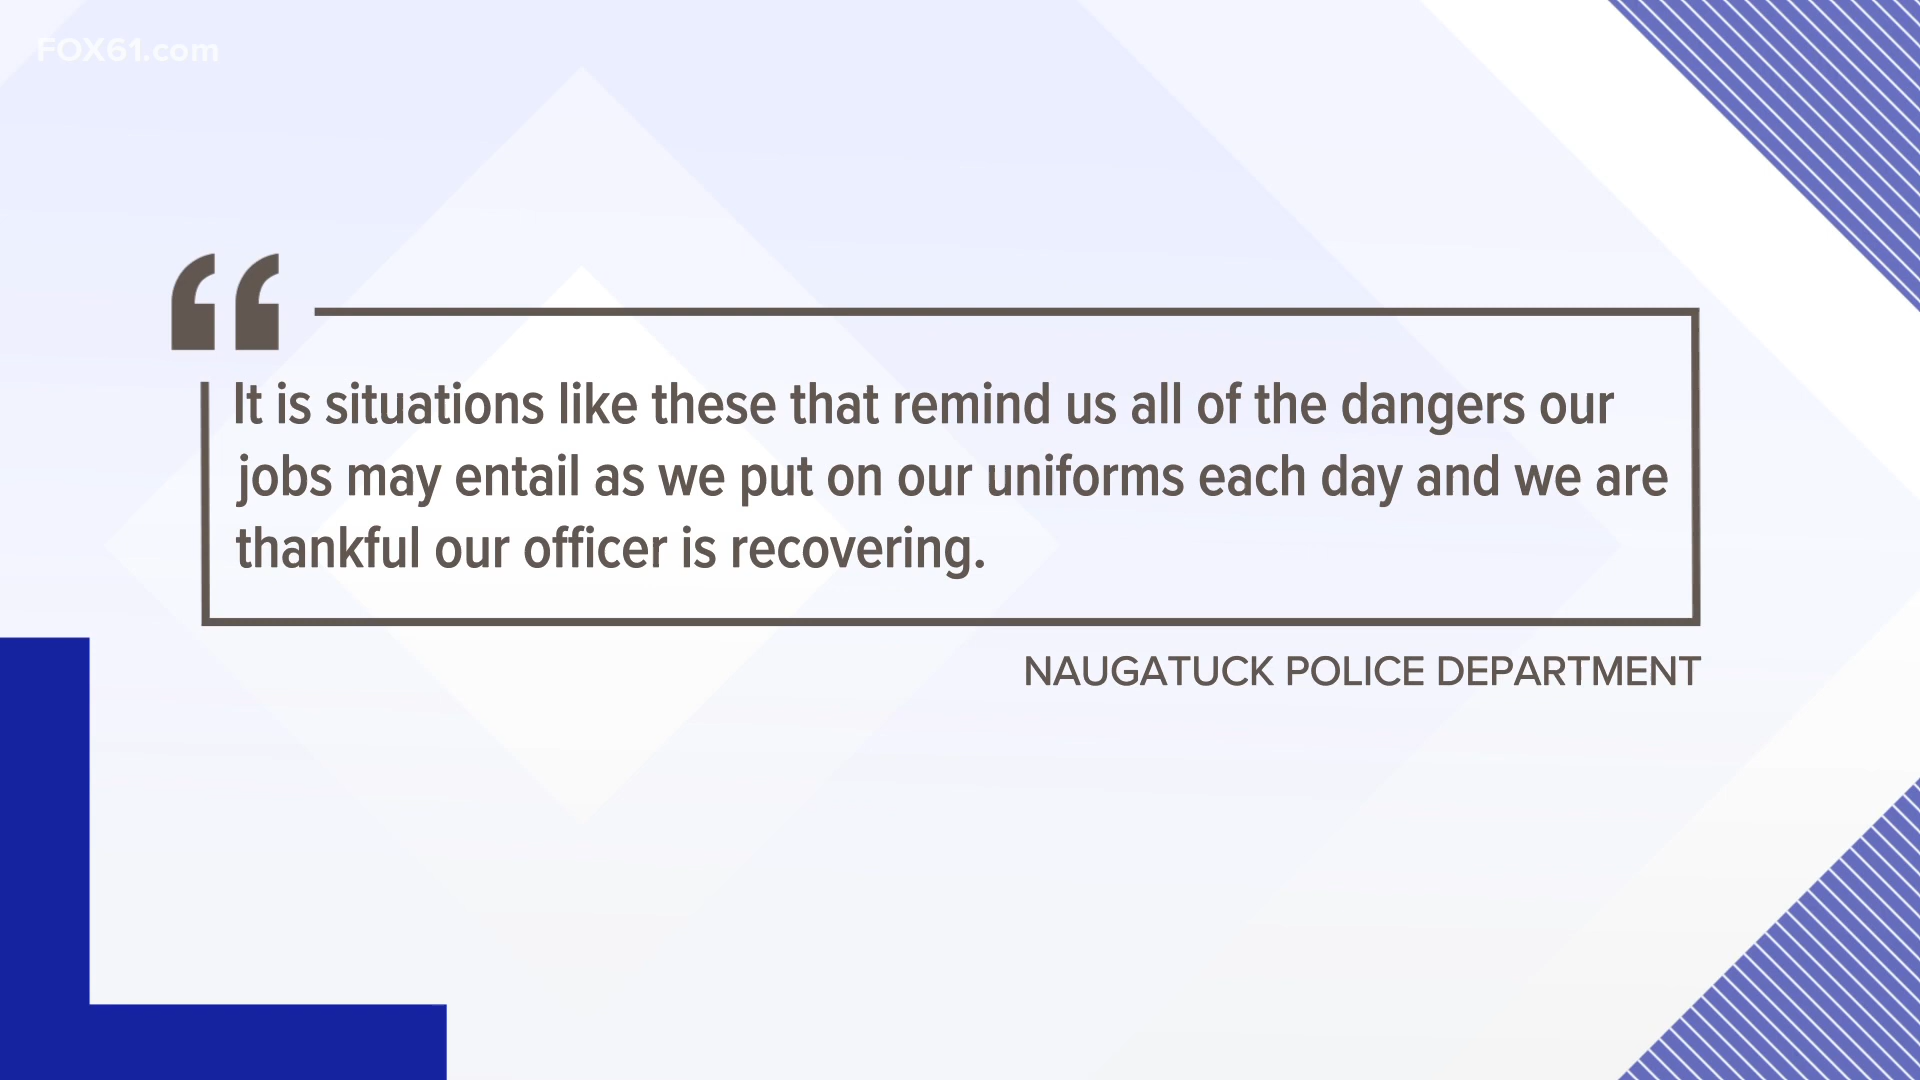 FOX61.com
“
It is situations like these that remind us all of the dangers our
jobs may entail as we put on our uniforms each day and we are
thankful our officer is recovering.
NAUGATUCK POLICE DEPARTMENT